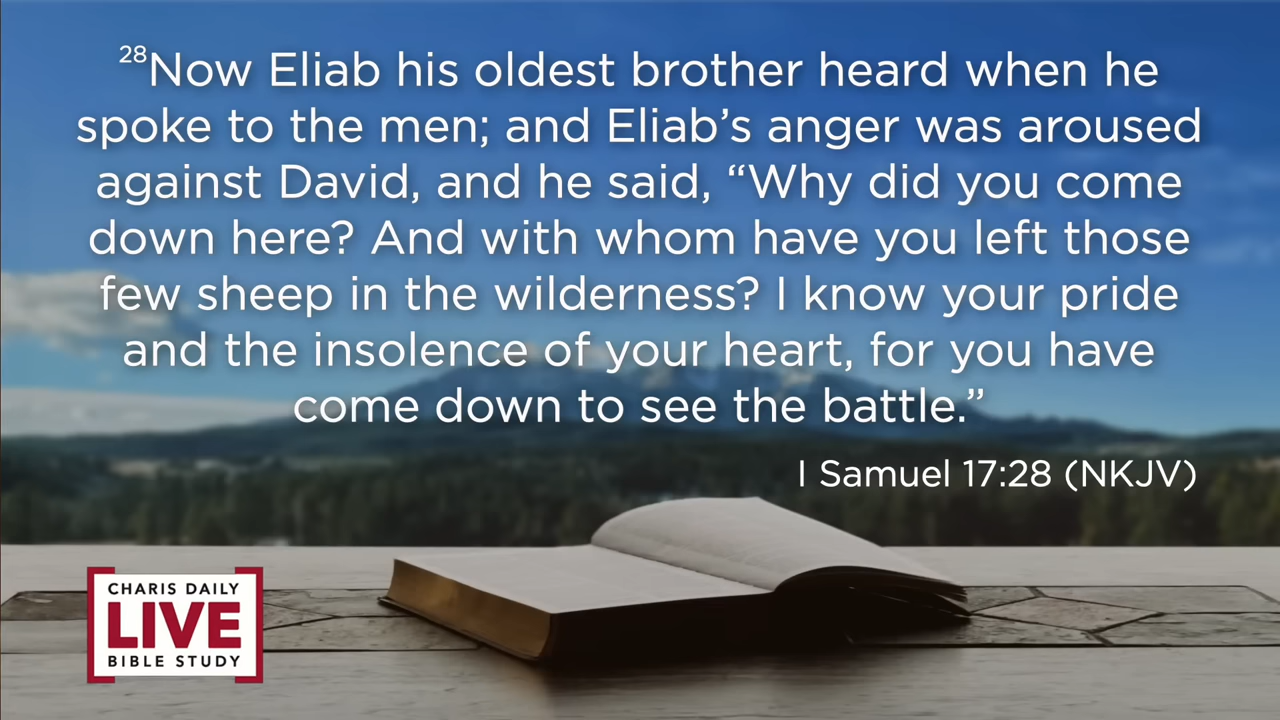 28Now Eliab his oldest brother heard when he
spoke to the men; and Eliab’s anger was aroused
against David, and he said, “Why did you come
down here? And with whom have you left those
few sheep in the wilderness? I know your pride
and the insolence of your heart, for you have
come down to see the battle.”
I Samuel 17:28 (NKJV)
CHARIS DAILY
LIVE
BIBLE STUDY